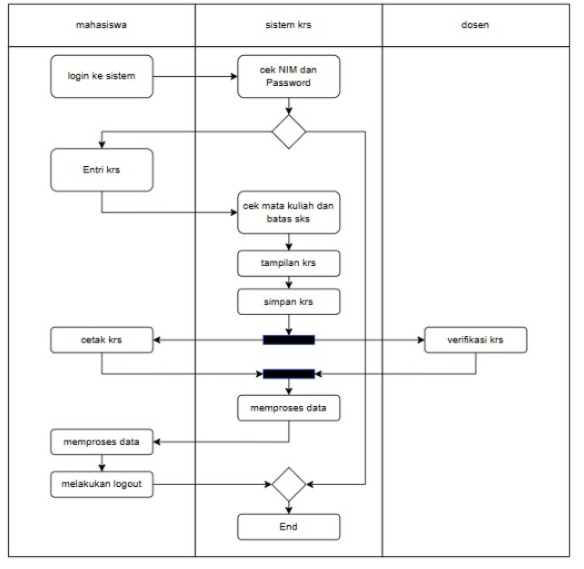 mahasiswa
sistem krs
dosen
login ke sistem
cek NIM dan
Password
Entri krs
cek mata kuliah dan
batas sks
tampilan krs
simpan krs
cetak krs
verifikasi krs
memproses data
memproses data
melakukan logout
End